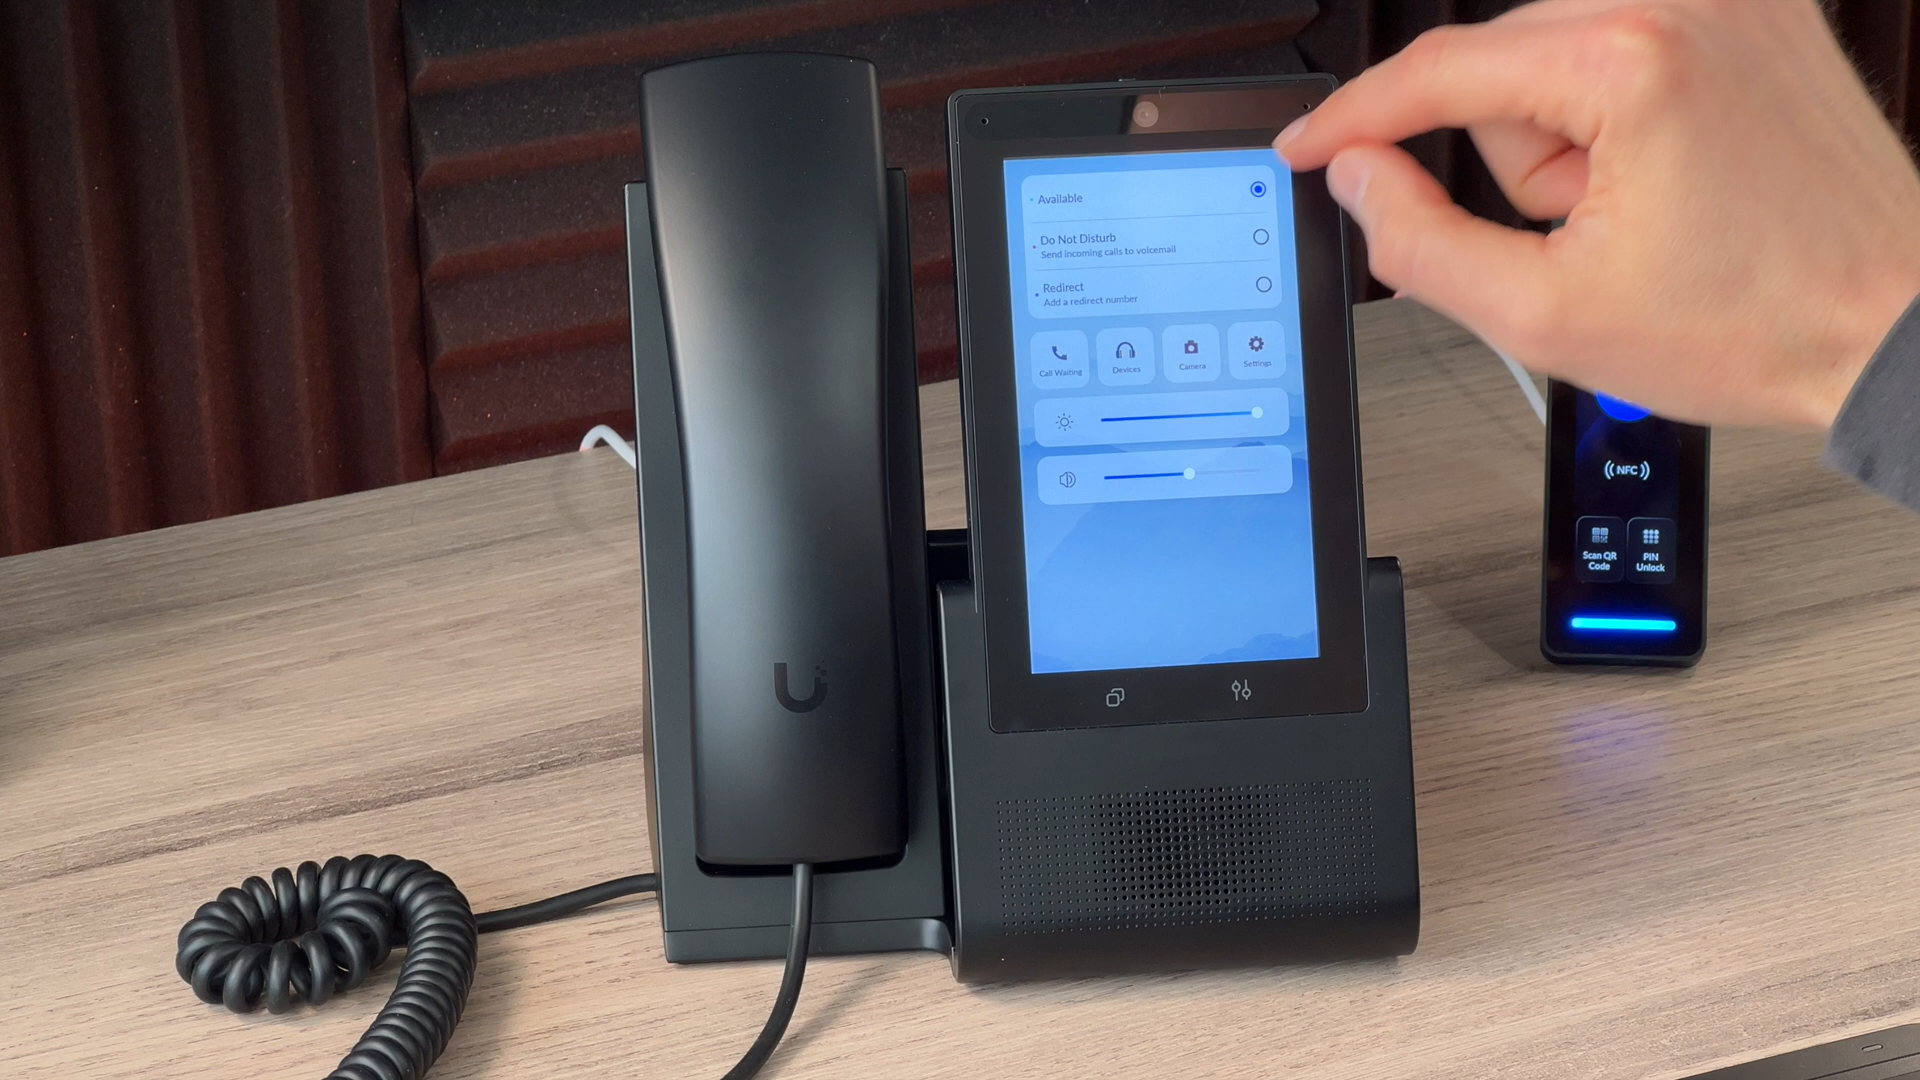 Available
Do Not Disturb
Send incoming calls to voicemail
Redirect
Add a redirect number
Call Waiting
Devices
Camera
Settings
U
NFC
Scan QR
Code
PIN
Unlock